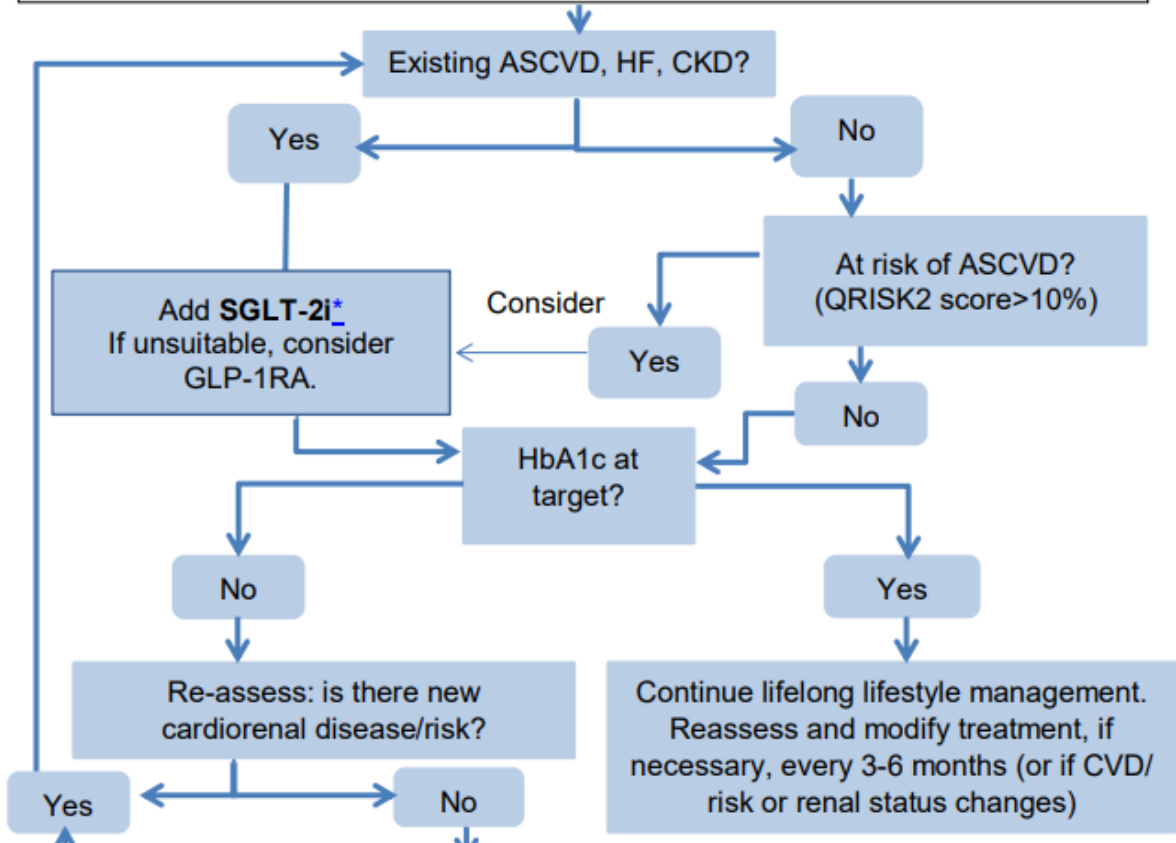 Existing ASCVD, HF, CKD?
Yes
No
At risk of ASCVD?
(QRISK2 score>10%)
Add SGLT-2i*
If unsuitable, consider
GLP-1RA.
Consider
Yes
No
HbA1c at
target?
No
Yes
Re-assess: is there new
cardiorenal disease/risk?
Continue lifelong lifestyle management.
Reassess and modify treatment, if
necessary, every 3-6 months (or if CVD/
risk or renal status changes)
Yes
No